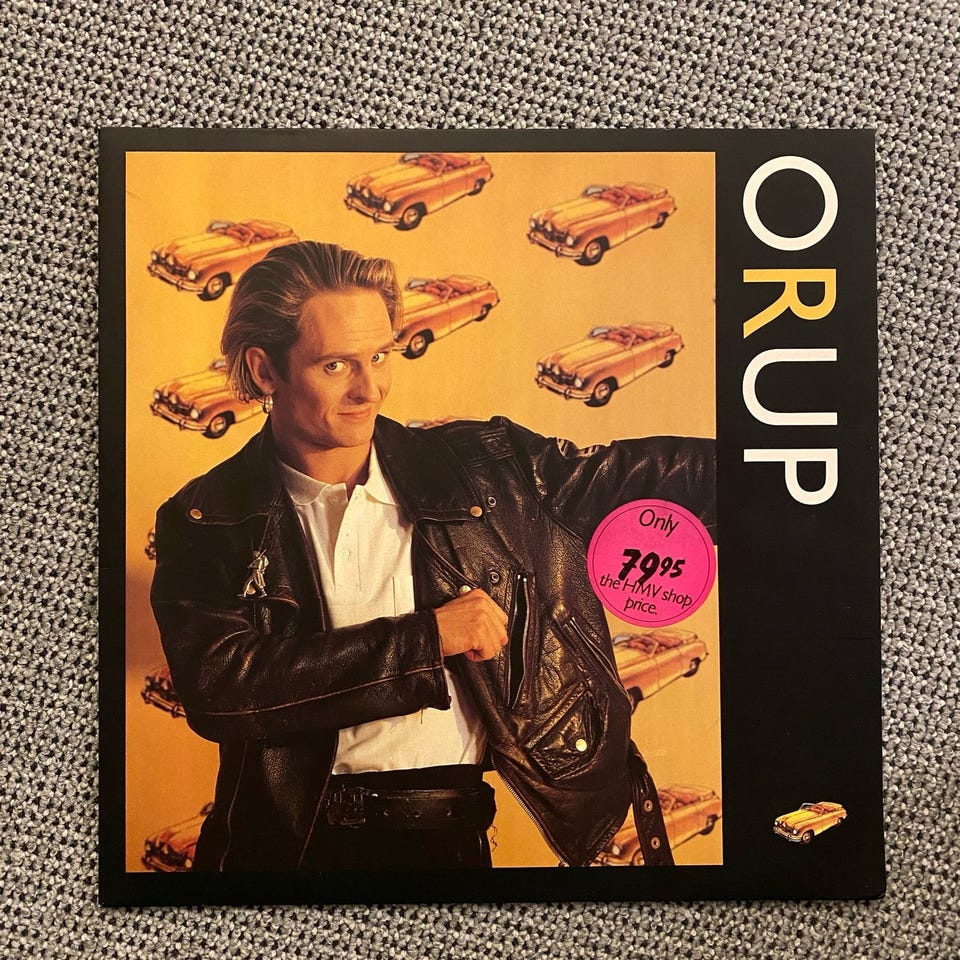 ORUP
Only
79 95
the HMV shop
price.